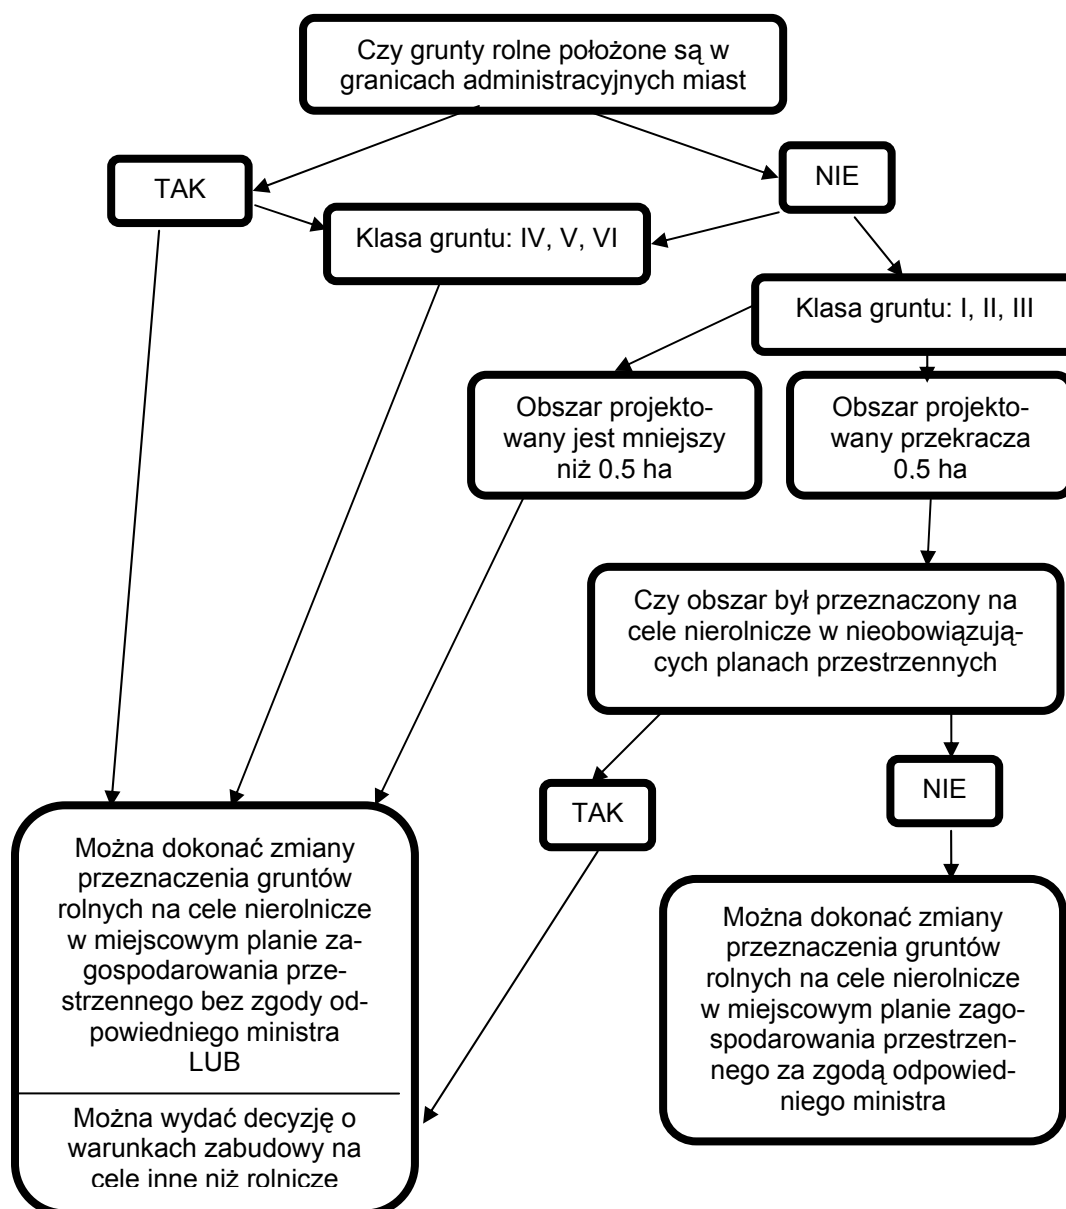 Czy grunty rolne położone są w
granicach administracyjnych miast
TAK
NIE
Klasa gruntu: IV, V, VI
Klasa gruntu: I, II, III
Obszar projekto-
wany jest mniejszy
niż 0,5 ha
Obszar projekto-
wany przekracza
0,5 ha
Czy obszar był przeznaczony na
cele nierolnicze w nieobowiązują-
cych planach przestrzennych
TAK
NIE
Można dokonać zmiany
przeznaczenia gruntów
rolnych na cele nierolnicze
w miejscowym planie za-
gospodarowania prze-
strzennego bez zgody od-
powiedniego ministra
LUB
Można wydać decyzję o
warunkach zabudowy na
cele inne niż rolnicze
Można dokonać zmiany
przeznaczenia gruntów
rolnych na cele nierolnicze
w miejscowym planie zago-
spodarowania przestrzen-
nego za zgodą odpowied-
niego ministra